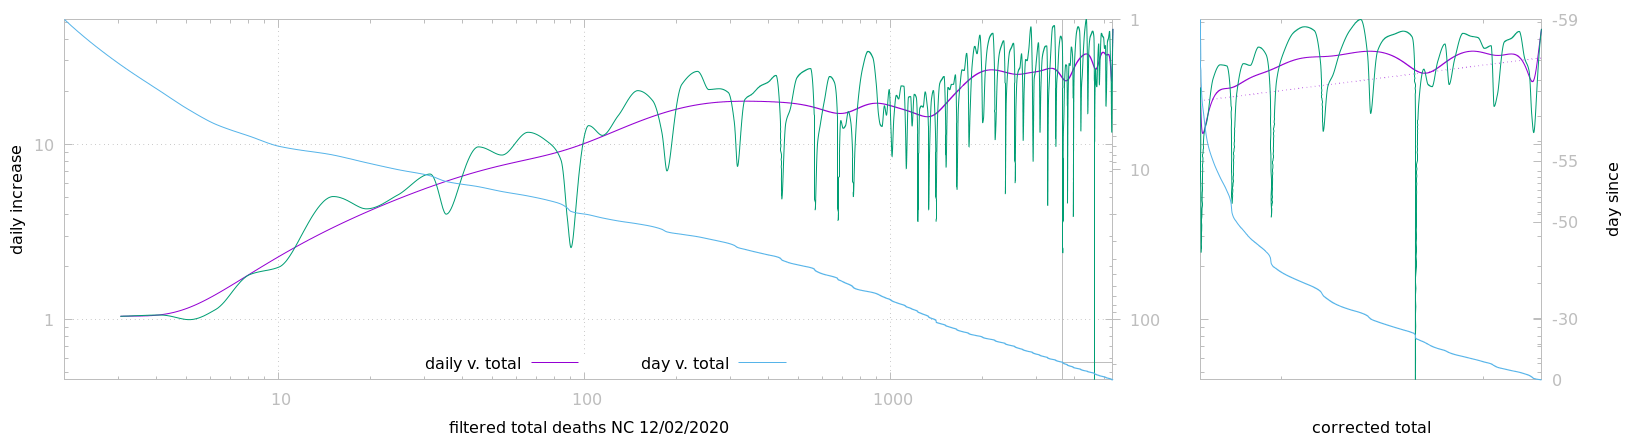 1
-59
10
10
-55
-50
1
100
-30
0
daily increase
day since
daily v. total
day v. total
10
100
1000
filtered total deaths NC 12/02/2020
corrected total